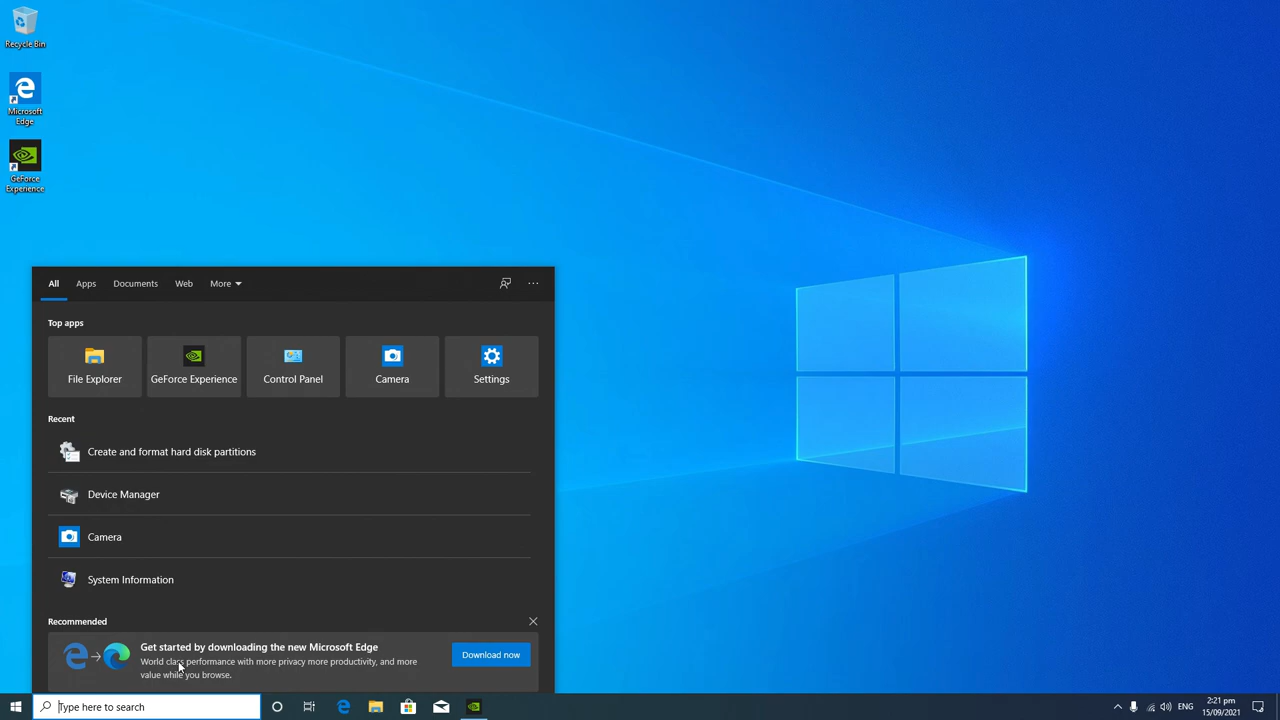 Recycle Bin
Microsoft
Edge
GeForce
Experience
All
Apps
Documents
Web
More
Top apps
File Explorer
GeForce Experience
Control Panel
Camera
Settings
Recent
Create and format hard disk partitions
Device Manager
Camera
System Information
Recommended
Get started by downloading the new Microsoft Edge
World class performance with more privacy more productivity, and more
value while you browse.
Download now
Type here to search
ENG
2:21 pm
15/09/2021